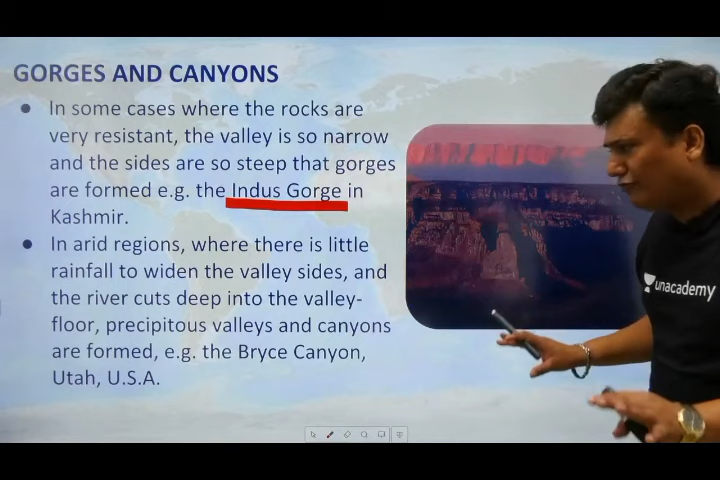 GORGES AND CANYONS
● In some cases where the rocks are
very resistant, the valley is so narrow
and the sides are so steep that gorges
are formed e.g. the Indus Gorge in
Kashmir.
● In arid regions, where there is little
rainfall to widen the valley sides, and
the river cuts deep into the valley-
floor, precipitous valleys and canyons
are formed, e.g. the Bryce Canyon,
Utah, U.S.A.
unacademy